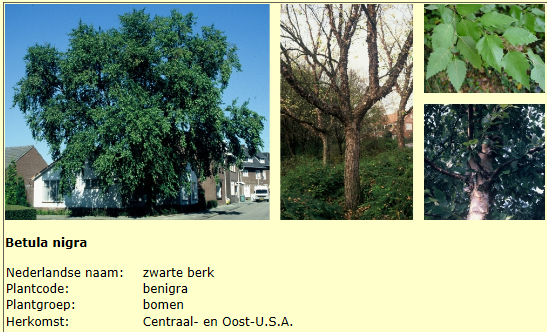 Betula nigra
Nederlandse naam: zwarte berk
Plantcode: benigra
Plantgroep: bomen
Herkomst: Centraal- en Oost-U.S.A.